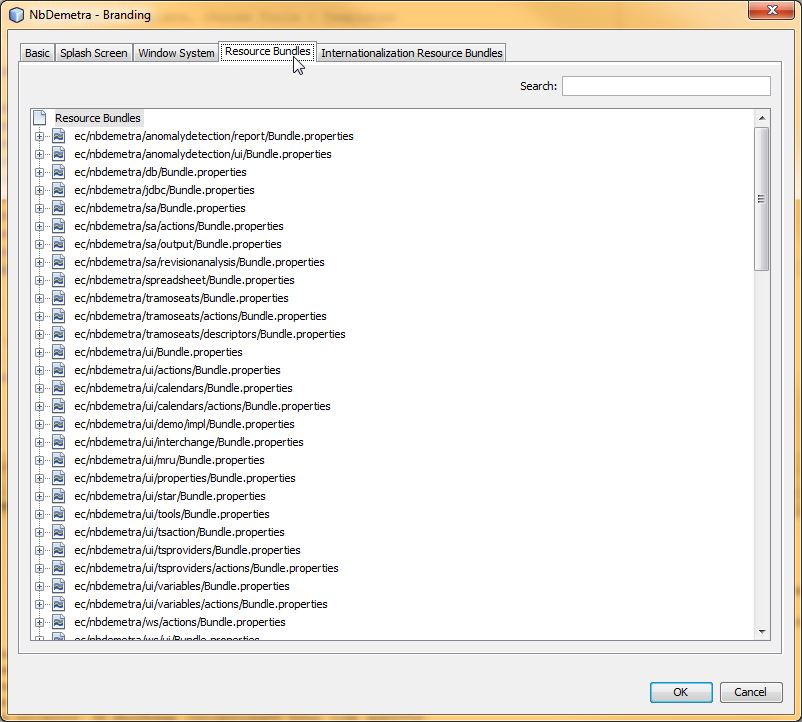 NbDemetra - Branding
Basic Splash Screen Window System Resource Bundles Internationalization Resource Bundles
Search:
Resource Bundles
ec/nbdemetra/anomalydetection/report/Bundle.properties
ec/nbdemetra/anomalydetection/ui/Bundle.properties
ec/nbdemetra/db/Bundle.properties
ec/nbdemetra/jdbc/Bundle.properties
ec/nbdemetra/sa/Bundle.properties
ec/nbdemetra/sa/actions/Bundle.properties
ec/nbdemetra/sa/output/Bundle.properties
ec/nbdemetra/sa/revisionanalysis/Bundle.properties
ec/nbdemetra/spreadsheet/Bundle.properties
ec/nbdemetra/tramoseats/Bundle.properties
ec/nbdemetra/tramoseats/actions/Bundle.properties
ec/nbdemetra/tramoseats/descriptors/Bundle.properties
ec/nbdemetra/ui/Bundle.properties
ec/nbdemetra/ui/actions/Bundle.properties
ec/nbdemetra/ui/calendars/Bundle.properties
ec/nbdemetra/ui/calendars/actions/Bundle.properties
ec/nbdemetra/ui/demo/impl/Bundle.properties
ec/nbdemetra/ui/interchange/Bundle.properties
ec/nbdemetra/ui/mru/Bundle.properties
ec/nbdemetra/ui/properties/Bundle.properties
ec/nbdemetra/ui/star/Bundle.properties
ec/nbdemetra/ui/tools/Bundle.properties
ec/nbdemetra/ui/tsaction/Bundle.properties
ec/nbdemetra/ui/tsproviders/Bundle.properties
ec/nbdemetra/ui/tsproviders/actions/Bundle.properties
ec/nbdemetra/ui/variables/Bundle.properties
ec/nbdemetra/ui/variables/actions/Bundle.properties
ec/nbdemetra/ws/actions/Bundle.properties
ec/nbdemetra/ws/ui/Bundle.properties
OK Cancel